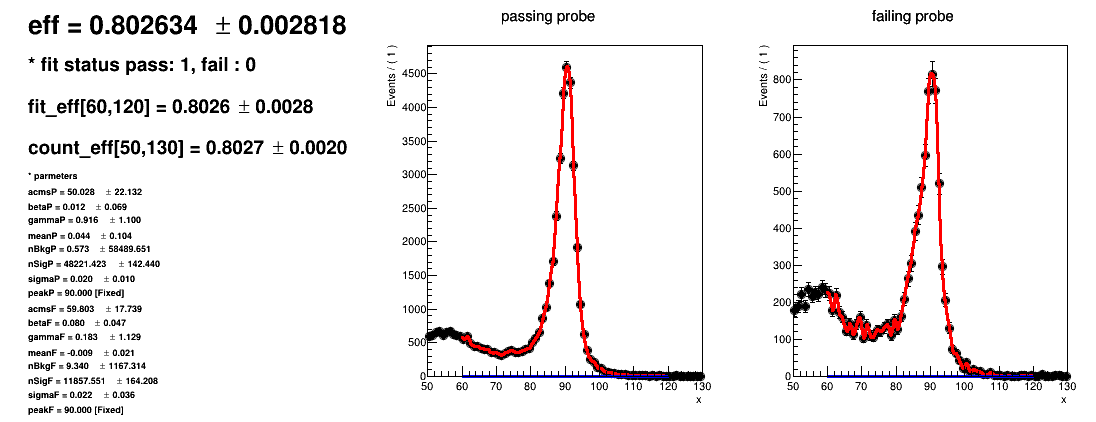 eff = 0.802634 ± 0.002818
* fit status pass: 1, fail : 0
fit_eff[60,120] = 0.8026 ± 0.0028
count_eff[50,130] = 0.8027 ± 0.0020
* parmeters
acmsP = 50.028 ± 22.132
betaP = 0.012 ± 0.069
gammaP = 0.916 ± 1.100
meanP = 0.044 ± 0.104
nBkgP = 0.573 ± 58489.651
nSigP = 48221.423 ± 142.440
sigmaP = 0.020 ± 0.010
peakP = 90.000 [Fixed]
acmsF = 59.803 ± 17.739
betaF = 0.080 ± 0.047
gammaF = 0.183 ± 1.129
meanF = -0.009 ± 0.021
nBkgF = 9.340 ± 1167.314
nSigF = 11857.551 ± 164.208
sigmaF = 0.022 ± 0.036
peakF = 90.000 [Fixed]
passing probe
Events / ( 1 )
4500
4000
3500
3000
2500
2000
1500
1000
500
0
50 60 70 80 90 100 110 120 130
x
failing probe
Events / ( 1 )
800
700
600
500
400
300
200
100
0
50 60 70 80 90 100 110 120 130
x